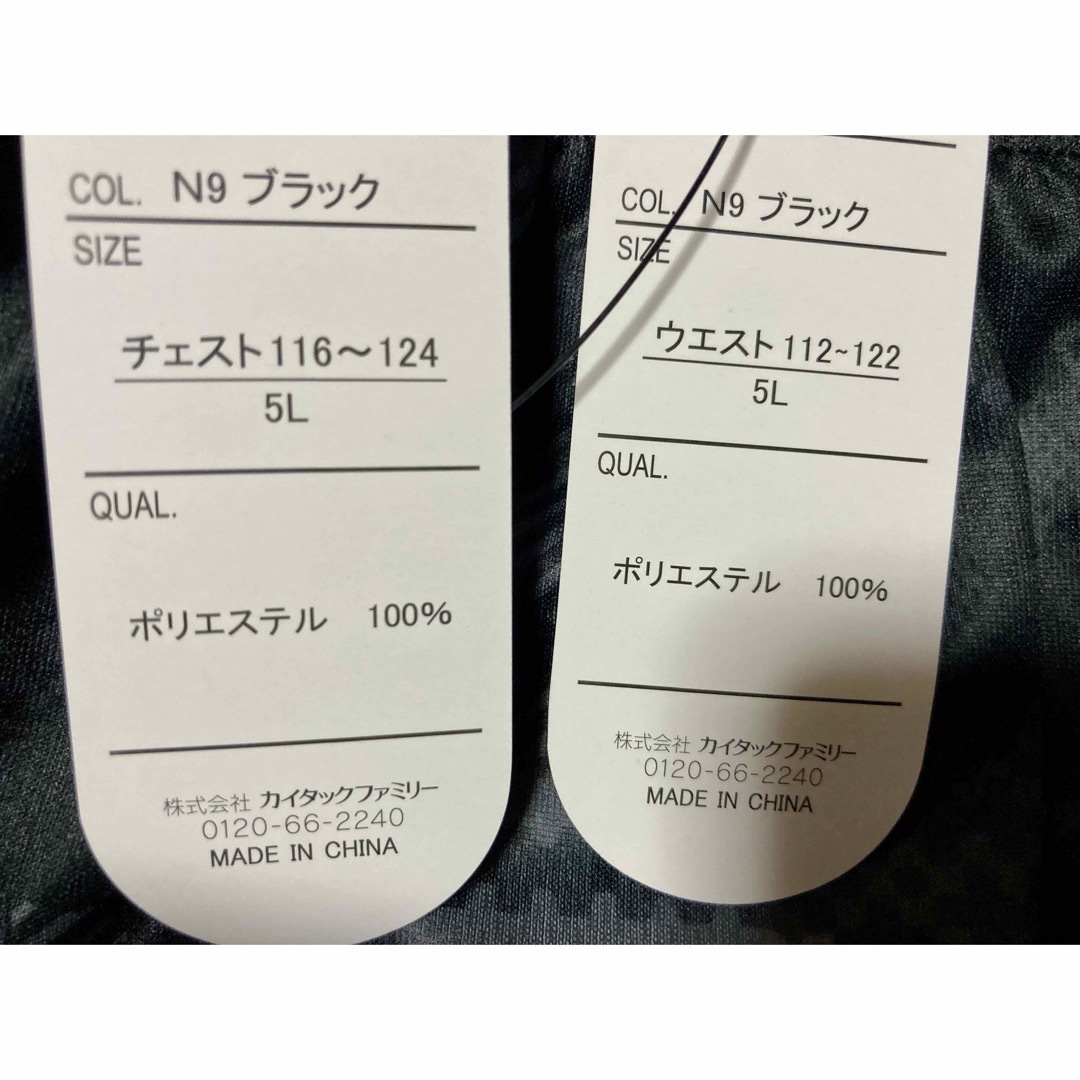 COL. N9 ブラック
SIZE
チェスト116～124
5L
QUAL.
ポリエステル 100%
株式会社 カイタックファミリー
0120-66-2240
MADE IN CHINA
COL. N9 ブラック
SIZE
ウエスト112~122
5L
QUAL.
ポリエステル 100%
株式会社 カイタックファミリー
0120-66-2240
MADE IN CHINA